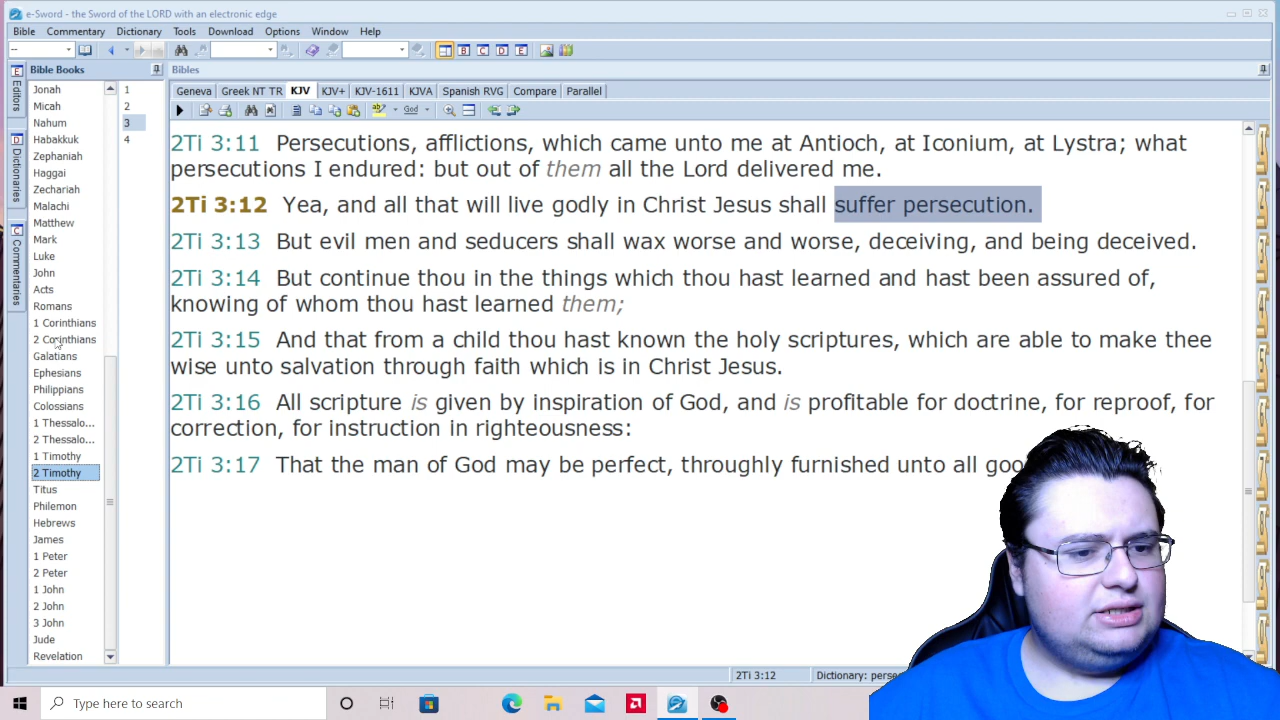 e-Sword - the Sword of the LORD with an electronic edge
Bible Commentary Dictionary Tools Download Options Window Help
--
Bible Books
Bibles
Editors
Dictionaries
Commentaries
Jonah
Micah
Nahum
Habakkuk
Zephaniah
Haggai
Zechariah
Malachi
Matthew
Mark
Luke
John
Acts
Romans
1 Corinthians
2 Corinthians
Galatians
Ephesians
Philippians
Colossians
1 Thessalo...
2 Thessalo...
1 Timothy
2 Timothy
Titus
Philemon
Hebrews
James
1 Peter
2 Peter
1 John
2 John
3 John
Jude
Revelation
1
2
3
4
Geneva Greek NT TR KJV KJV+ KJV-1611 KJVA Spanish RVG Compare Parallel
2Ti 3:11 Persecutions, afflictions, which came unto me at Antioch, at Iconium, at Lystra; what
persecutions I endured: but out of them all the Lord delivered me.
2Ti 3:12 Yea, and all that will live godly in Christ Jesus shall suffer persecution.
2Ti 3:13 But evil men and seducers shall wax worse and worse, deceiving, and being deceived.
2Ti 3:14 But continue thou in the things which thou hast learned and hast been assured of,
knowing of whom thou hast learned them;
2Ti 3:15 And that from a child thou hast known the holy scriptures, which are able to make thee
wise unto salvation through faith which is in Christ Jesus.
2Ti 3:16 All scripture is given by inspiration of God, and is profitable for doctrine, for reproof, for
correction, for instruction in righteousness:
2Ti 3:17 That the man of God may be perfect, throughly furnished unto all
2Ti 3:12 Dictionary:
Type here to search